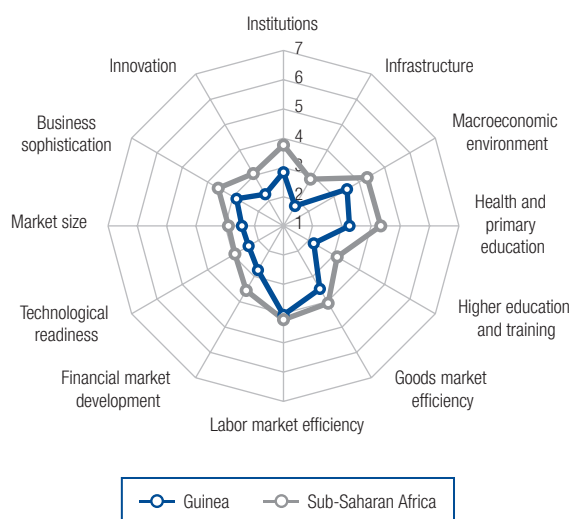 Institutions
Infrastructure
Macroeconomic
environment
Health and
primary
education
Higher education
and training
Goods market
efficiency
Labor market efficiency
Financial market
development
Technological
readiness
Market size
Business
sophistication
Innovation
7
6
5
4
3
2
1
Guinea
Sub-Saharan Africa